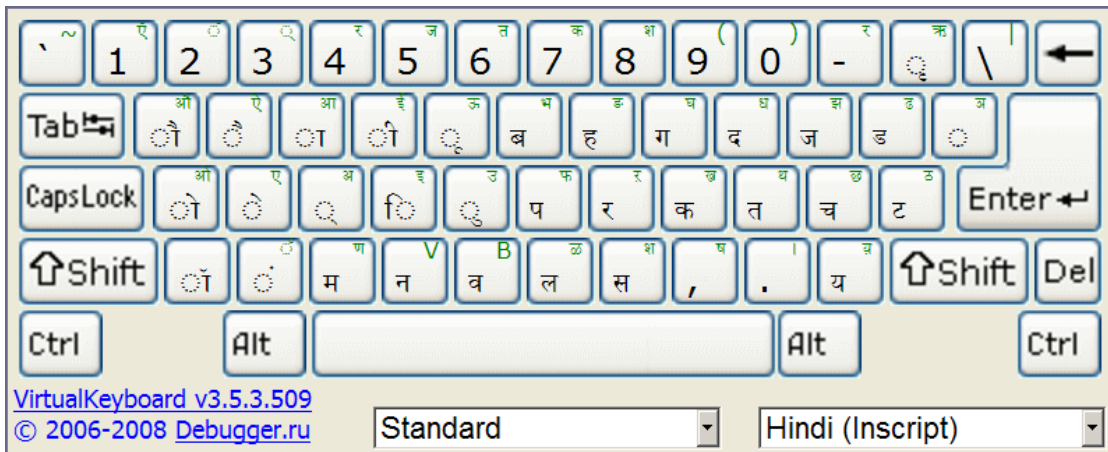 ` ~ 1 ऍ 2 ॅ 3 ् 4 र 5 ज 6 त 7 क 8 श 9 ( 0 ) - र ृ ऋ \ |
Tab ौ औ ै ऐ ा आ ी ई ू ऊ ब भ ह ङ ग घ द ध ज झ ड ढ ़ ञ
CapsLock ो ओ े ए ् अ ि इ ु उ प फ र ऱ क ख त थ च छ ट ठ Enter
Shift ॉ ं ँ म ण न V व B ल ळ स श , ष . । य य़ Shift Del
Ctrl Alt Alt Ctrl
VirtualKeyboard v3.5.3.509
© 2006-2008 Debugger.ru
Standard
Hindi (Inscript)